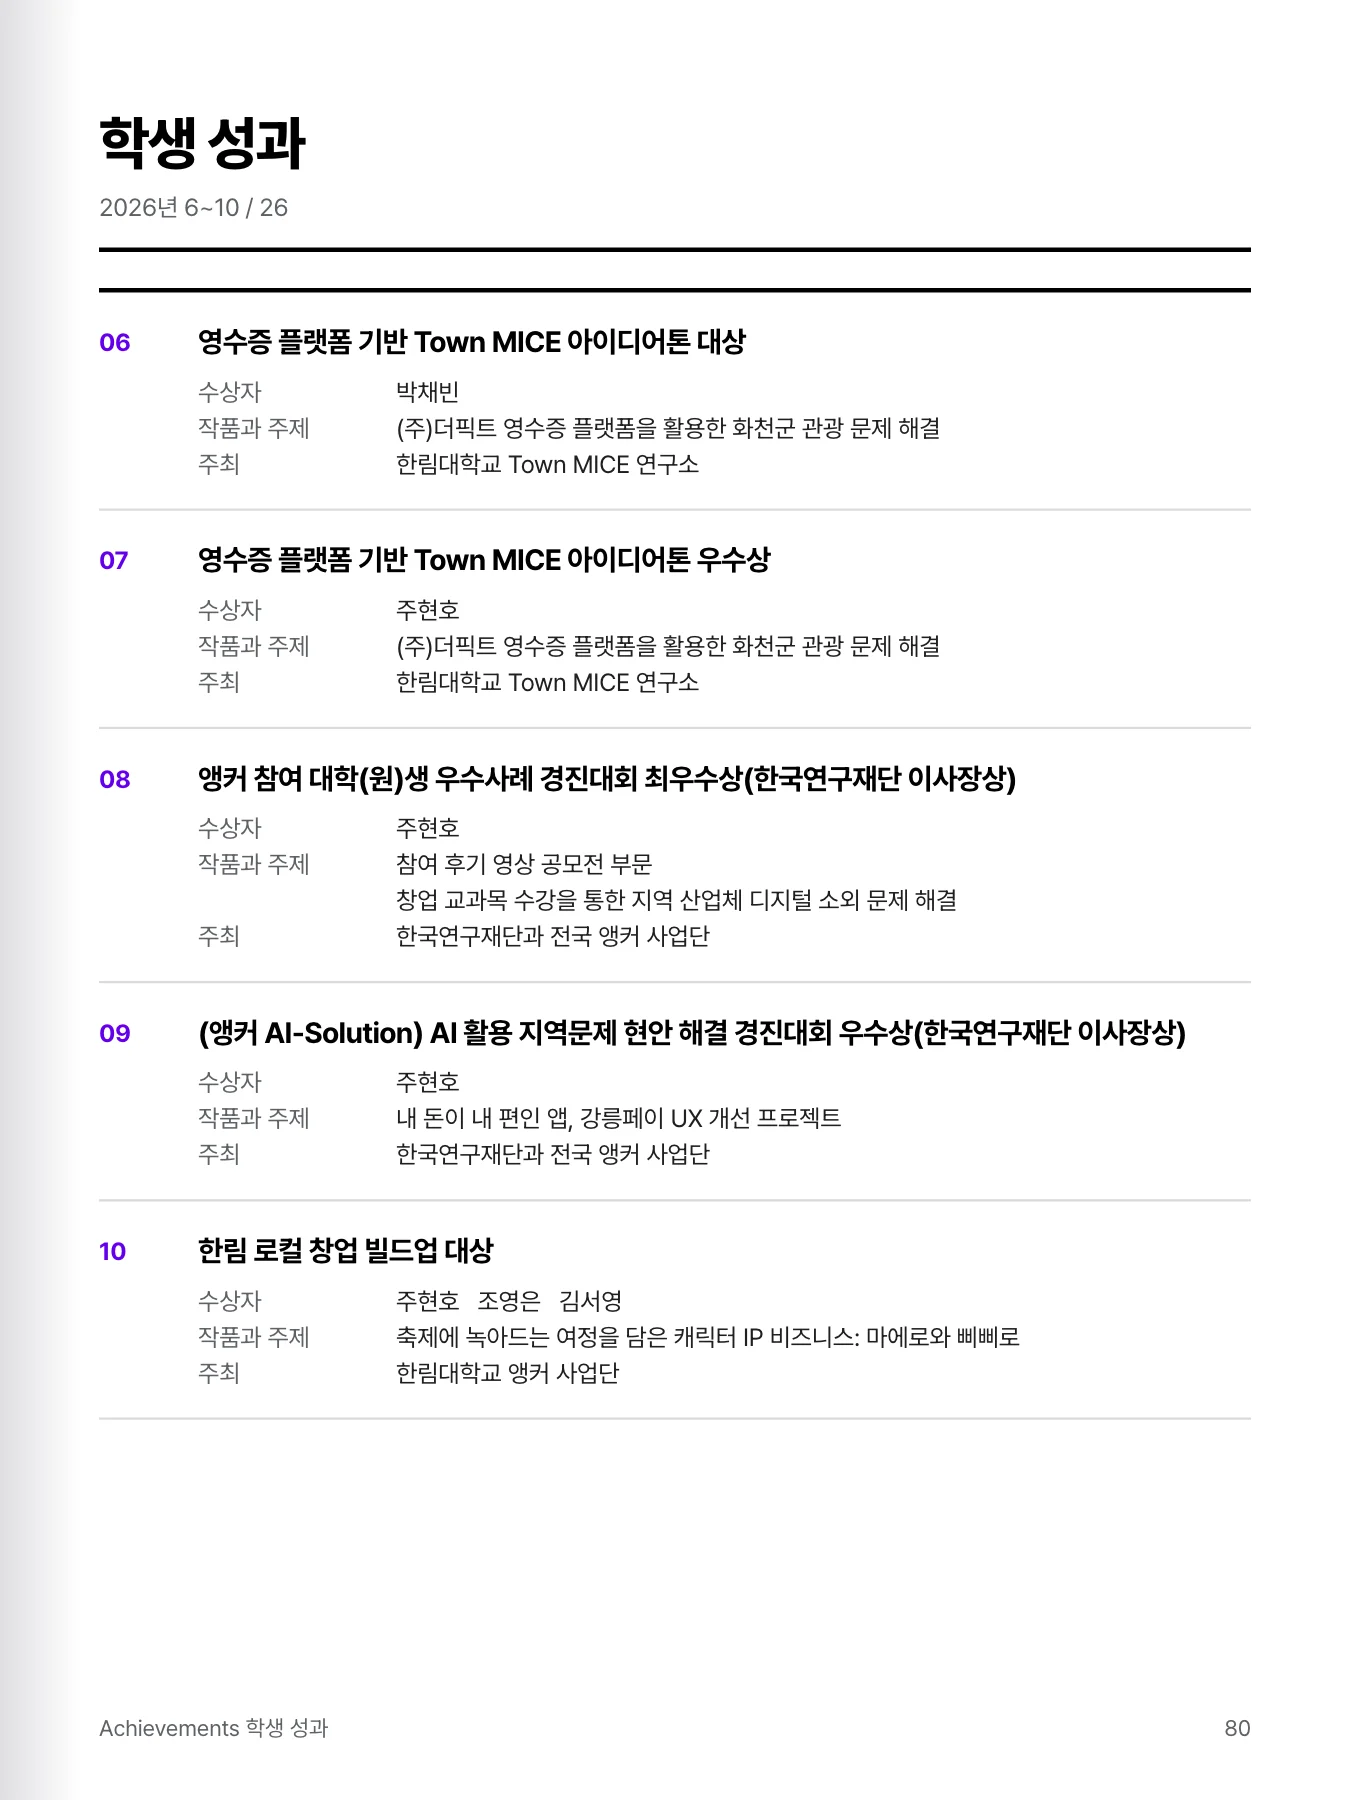 학생 성과
2026년 6~10 / 26
06 영수증 플랫폼 기반 Town MICE 아이디어톤 대상
수상자 박채빈
작품과 주제 (주)더픽트 영수증 플랫폼을 활용한 화천군 관광 문제 해결
주최 한림대학교 Town MICE 연구소
07 영수증 플랫폼 기반 Town MICE 아이디어톤 우수상
수상자 주현호
작품과 주제 (주)더픽트 영수증 플랫폼을 활용한 화천군 관광 문제 해결
주최 한림대학교 Town MICE 연구소
08 앵커 참여 대학(원)생 우수사례 경진대회 최우수상(한국연구재단 이사장상)
수상자 주현호
작품과 주제 참여 후기 영상 공모전 부문
창업 교과목 수강을 통한 지역 산업체 디지털 소외 문제 해결
주최 한국연구재단과 전국 앵커 사업단
09 (앵커 AI-Solution) AI 활용 지역문제 현안 해결 경진대회 우수상(한국연구재단 이사장상)
수상자 주현호
작품과 주제 내 돈이 내 편인 앱, 강릉페이 UX 개선 프로젝트
주최 한국연구재단과 전국 앵커 사업단
10 한림 로컬 창업 빌드업 대상
수상자 주현호 조영은 김서영
작품과 주제 축제에 녹아드는 여정을 담은 캐릭터 IP 비즈니스: 마에로와 삐삐로
주최 한림대학교 앵커 사업단
Achievements 학생 성과 80